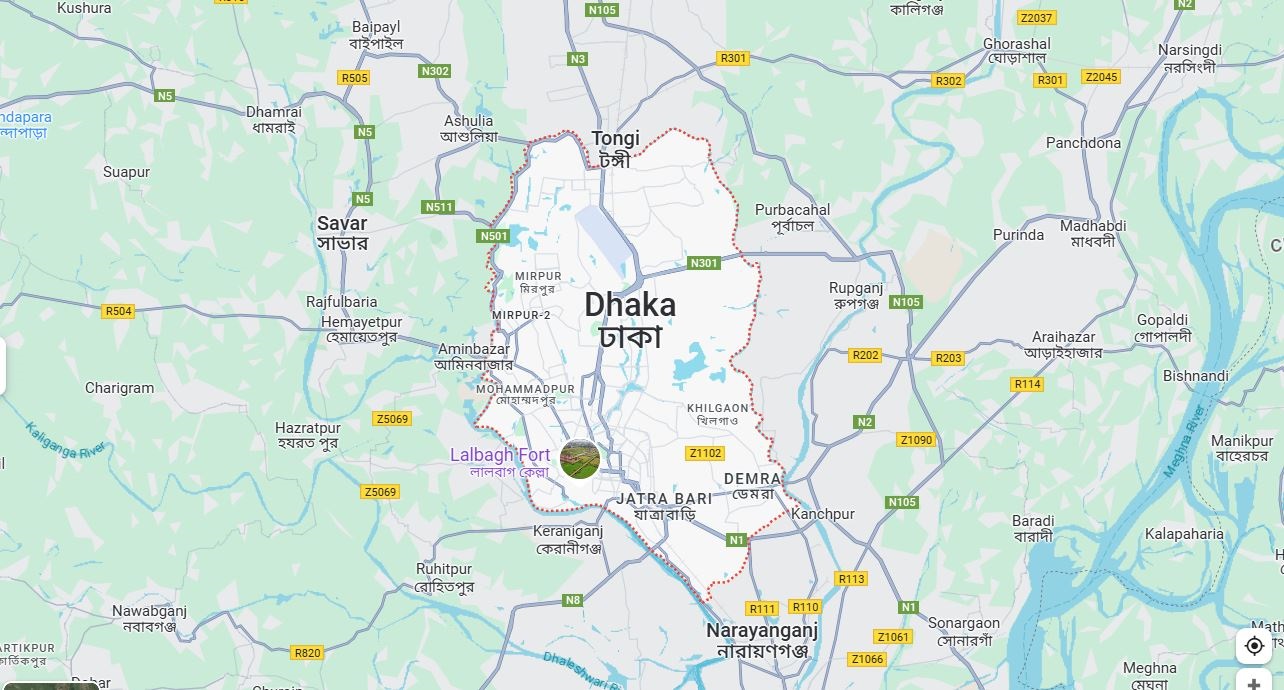 N105
N2
Kushura
Baipayl
বাইপাইল
কালিগঞ্জ
Z2037
Ghorashal
ঘোড়াশাল
Narsingdi
নরসিংদী
N3
R301
R505
N302
R302
R301
Z2045
N5
Dhamrai
ধামরাই
Ashulia
আশুলিয়া
N5
Tongi
টঙ্গী
Panchdona
Suapur
N5
N511
Savar
সাভার
N501
Purbacahal
পূর্বাচল
Purinda
Madhabdi
মাধবদী
N301
MIRPUR
মিরপুর
Rupganj
রুপগঞ্জ
N105
Rajfulbaria
R504
Dhaka
ঢাকা
MIRPUR-2
Hemayetpur
হেমায়েতপুর
Gopaldi
গোপালদী
Araihazar
আড়াইহাজার
Aminbazar
আমিনবাজার
R202
R203
Bishnandi
Charigram
MOHAMMADPUR
মোহাম্মদপুর
R114
KHILGAON
খিলগাও
Z5069
N2
Hazratpur
হযরত পুর
Kaliganga River
Meghna River
Z1090
Manikpur
বাহেরচর
Lalbagh Fort
লালবাগ কেল্লা
Z1102
Z5069
DEMRA
ডেমরা
JATRA BARI
যাত্রাবাড়ি
N105
Kanchpur
Baradi
বারাদী
Keraniganj
কেরানীগঞ্জ
N1
Kalapaharia
Ruhitpur
রোহিতপুর
R113
N8
Nawabganj
নবাবগঞ্জ
R111
R110
N1
Narayanganj
নারায়ণগঞ্জ
Sonargaon
সোনারগাঁ
Z1061
R820
Z1066
Dhaleshwari
Meghna
মেঘনা